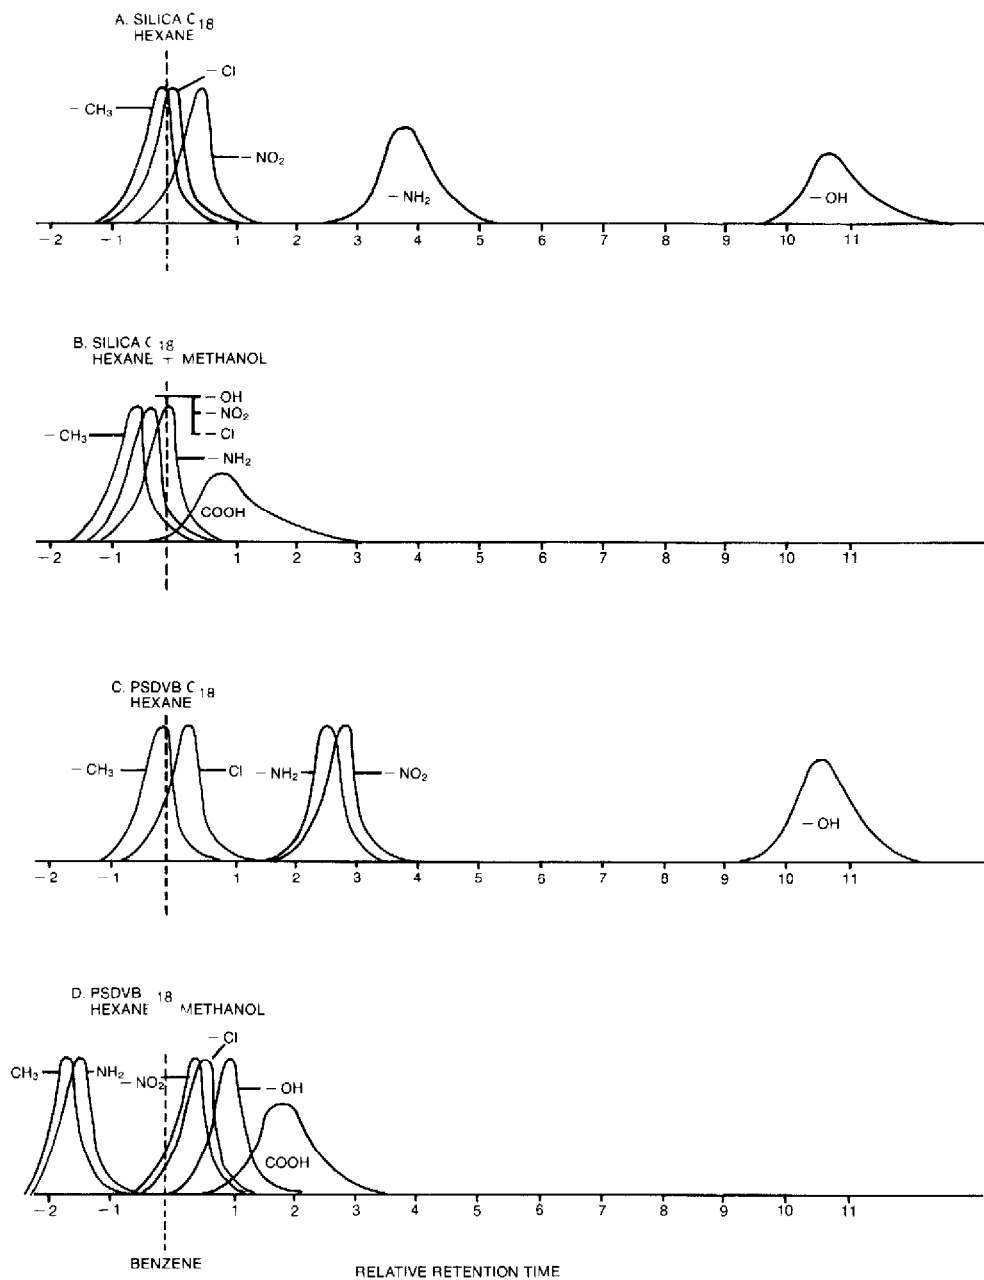 A. SILICA C 18
HEXANE
– Cl
– CH₃
– NO₂
– NH₂
– OH
– 2 – 1 1 2 3 4 5 6 7 8 9 10 11
B. SILICA C 18
HEXANE + METHANOL
– OH
– NO₂
– CH₃
– Cl
– NH₂
COOH
– 2 – 1 1 2 3 4 5 6 7 8 9 10 11
C. PSDVB C 18
HEXANE
– CH₃
Cl
– NH₂
– NO₂
– OH
– 2 – 1 1 2 3 4 5 6 7 8 9 10 11
D. PSDVB 18
HEXANE METHANOL
– Cl
CH₃
– NH₂
– NO₂
– OH
COOH
– 2 – 1 1 2 3 4 5 6 7 8 9 10 11
BENZENE
RELATIVE RETENTION TIME